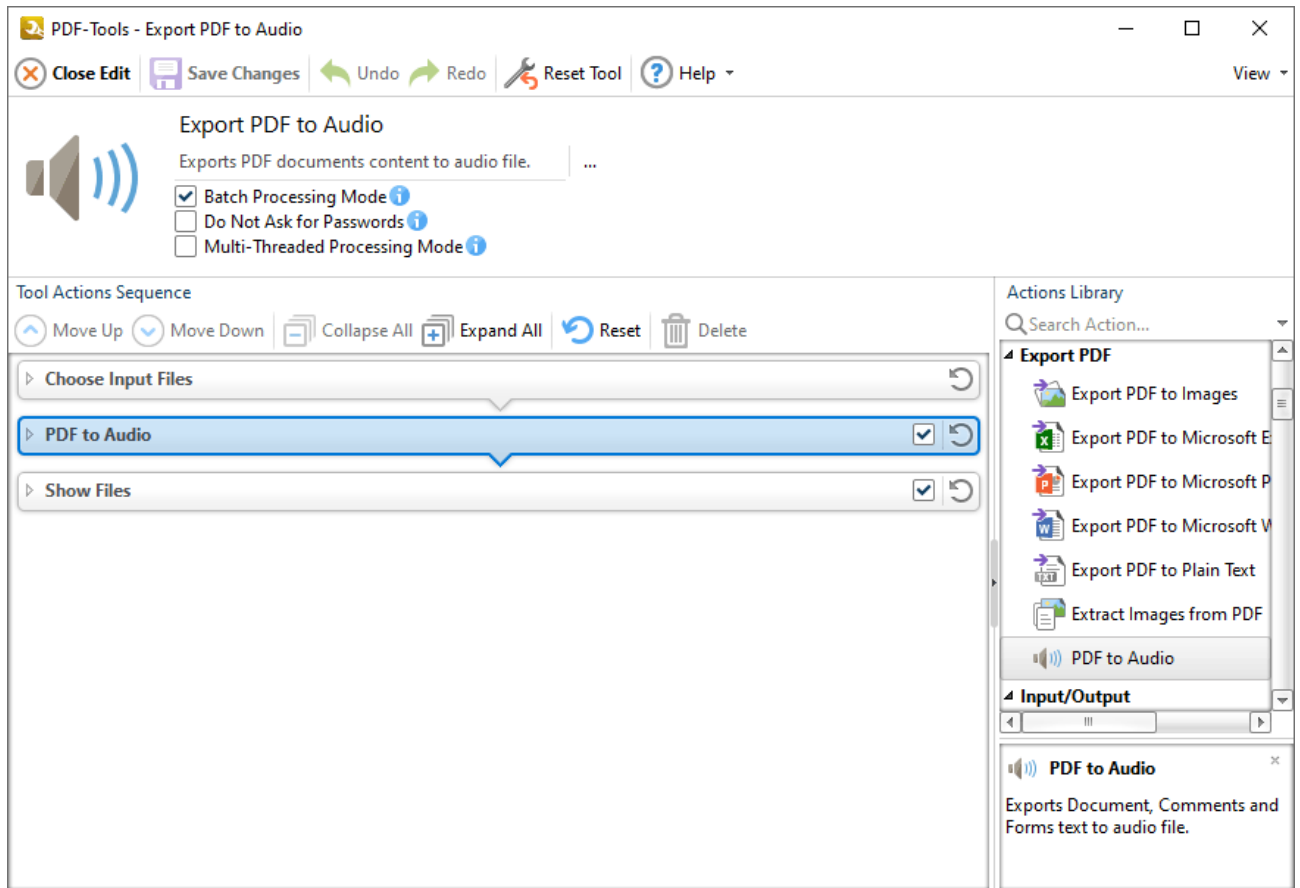 PDF-Tools - Export PDF to Audio
Close Edit Save Changes Undo Redo Reset Tool Help View
Export PDF to Audio
Exports PDF documents content to audio file. ...
Batch Processing Mode
Do Not Ask for Passwords
Multi-Threaded Processing Mode
Tool Actions Sequence
Move Up Move Down Collapse All Expand All Reset Delete
Choose Input Files
PDF to Audio
Show Files
Actions Library
Search Action...
Export PDF
Export PDF to Images
Export PDF to Microsoft E
Export PDF to Microsoft P
Export PDF to Microsoft W
Export PDF to Plain Text
Extract Images from PDF
PDF to Audio
Input/Output
PDF to Audio
Exports Document, Comments and
Forms text to audio file.